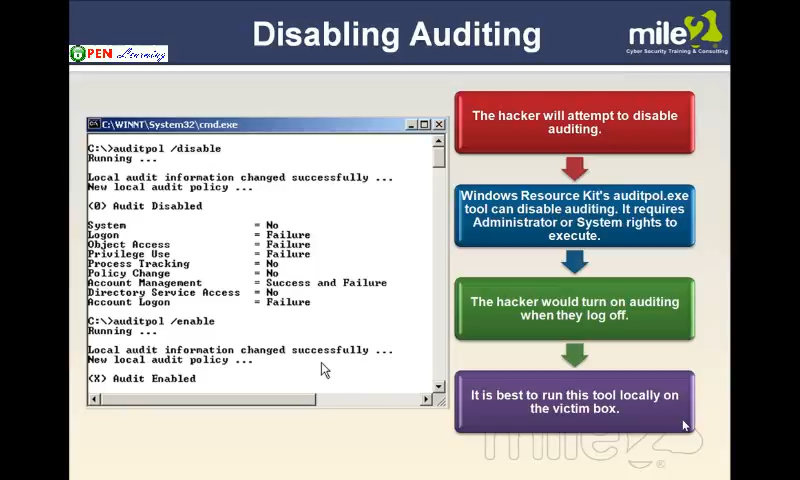 Disabling Auditing
mile2
Cyber Security Training & Consulting
OPEN Learning
C:\WINNT\System32\cmd.exe
C:\>auditpol /disable
Running ...
Local audit information changed successfully ...
New local audit policy ...
(0) Audit Disabled
System = No
Logon = Failure
Object Access = Failure
Privilege Use = Failure
Process Tracking = No
Policy Change = No
Account Management = Success and Failure
Directory Service Access = No
Account Logon = Failure
C:\>auditpol /enable
Running ...
Local audit information changed successfully ...
New local audit policy ...
(X) Audit Enabled
The hacker will attempt to disable
auditing.
Windows Resource Kit's auditpol.exe
tool can disable auditing. It requires
Administrator or System rights to
execute.
The hacker would turn on auditing
when they log off.
It is best to run this tool locally on
the victim box.
mile2